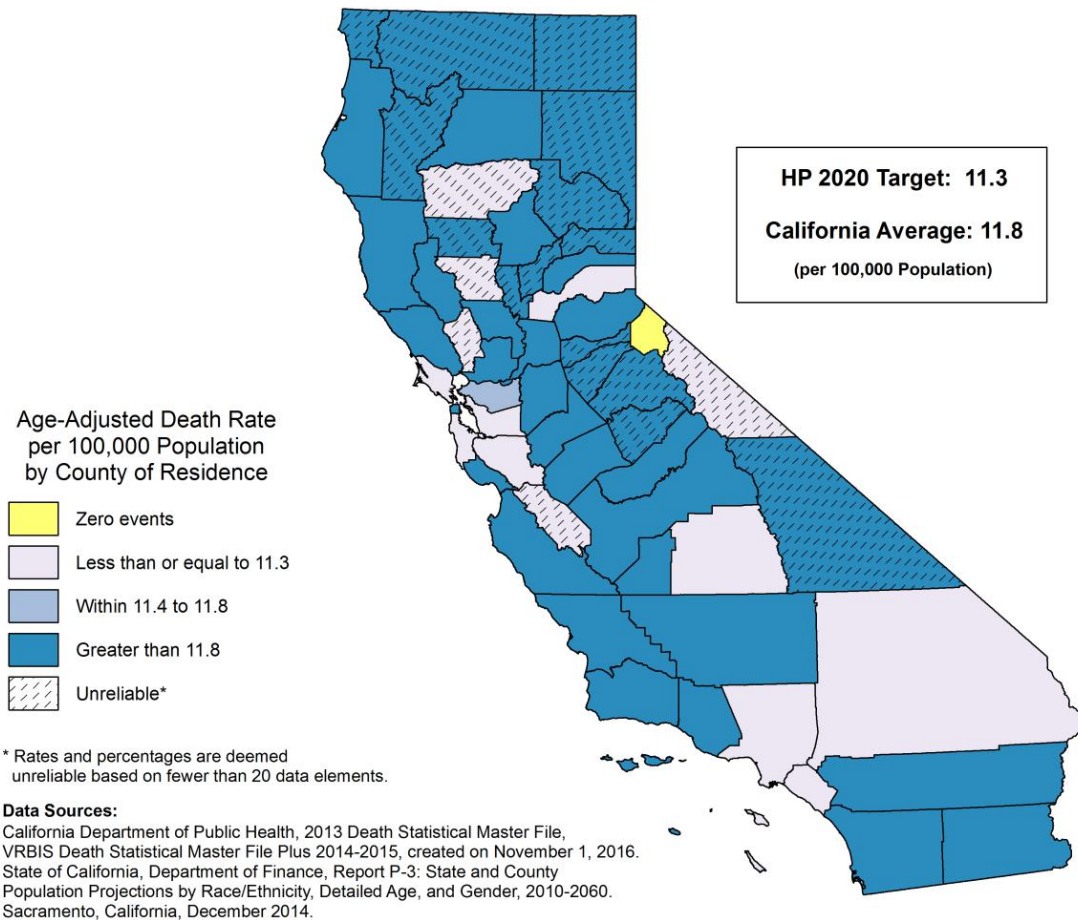 HP 2020 Target: 11.3
California Average: 11.8
(per 100,000 Population)
Age-Adjusted Death Rate
per 100,000 Population
by County of Residence
Zero events
Less than or equal to 11.3
Within 11.4 to 11.8
Greater than 11.8
Unreliable*
* Rates and percentages are deemed
unreliable based on fewer than 20 data elements.
Data Sources:
California Department of Public Health, 2013 Death Statistical Master File,
VRBIS Death Statistical Master File Plus 2014-2015, created on November 1, 2016.
State of California, Department of Finance, Report P-3: State and County
Population Projections by Race/Ethnicity, Detailed Age, and Gender, 2010-2060.
Sacramento, California, December 2014.